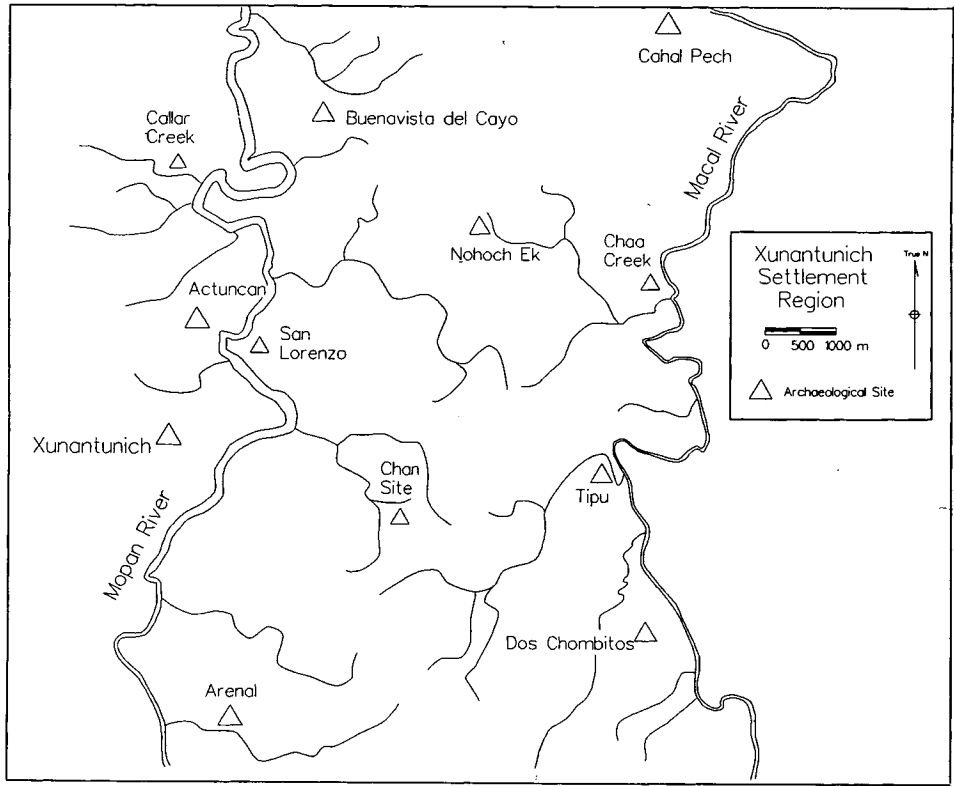 Cahal Pech
Buenavista del Cayo
Callar
Creek
Macal River
Nohoch Ek
Chaa
Creek
Xunantunich
Settlement
Region
True N
0 500 1000 m
Archaeological Site
Actuncan
San
Lorenzo
Xunantunich
Chan
Site
Tipu
Mopan River
Dos Chombitos
Arenal